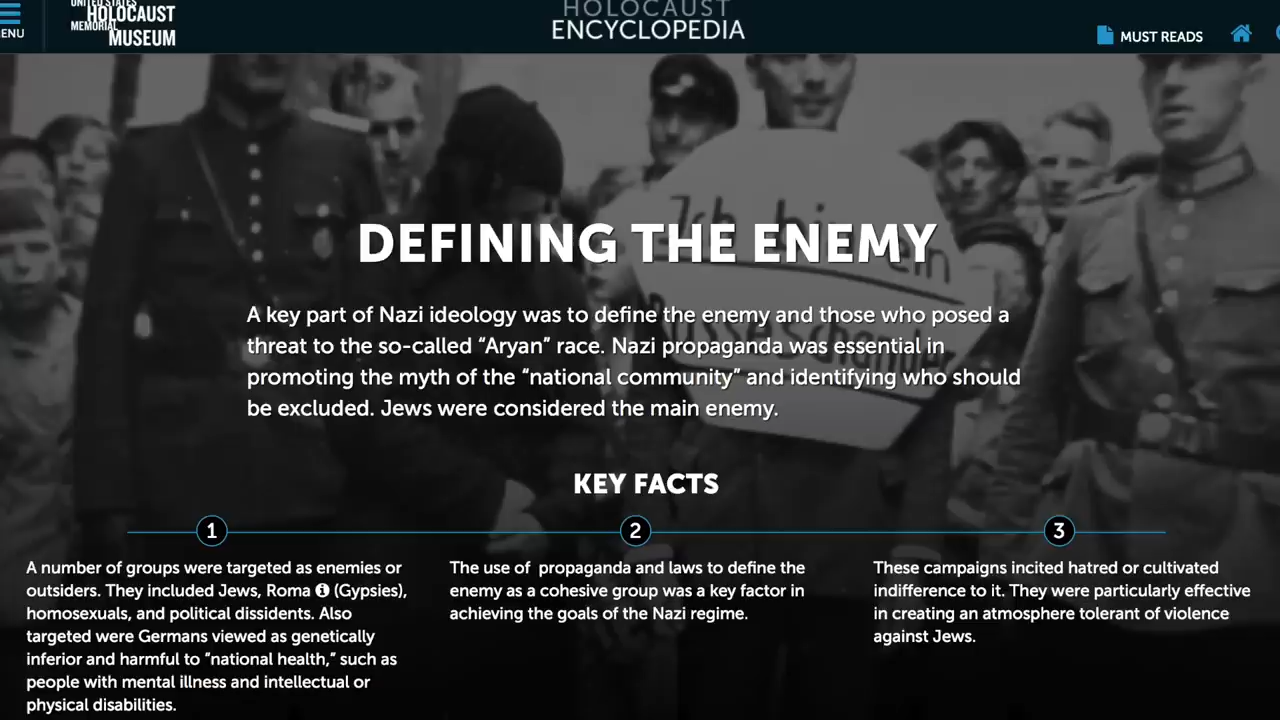 MENU
UNITED STATES
HOLOCAUST
MEMORIAL
MUSEUM
HOLOCAUST
ENCYCLOPEDIA
MUST READS
Ich bin ein
DEFINING THE ENEMY
A key part of Nazi ideology was to define the enemy and those who posed a
threat to the so-called “Aryan” race. Nazi propaganda was essential in
promoting the myth of the “national community” and identifying who should
be excluded. Jews were considered the main enemy.
KEY FACTS
1
A number of groups were targeted as enemies or
outsiders. They included Jews, Roma (Gypsies),
homosexuals, and political dissidents. Also
targeted were Germans viewed as genetically
inferior and harmful to “national health,” such as
people with mental illness and intellectual or
physical disabilities.
2
The use of  propaganda and laws to define the
enemy as a cohesive group was a key factor in
achieving the goals of the Nazi regime.
3
These campaigns incited hatred or cultivated
indifference to it. They were particularly effective
in creating an atmosphere tolerant of violence
against Jews.